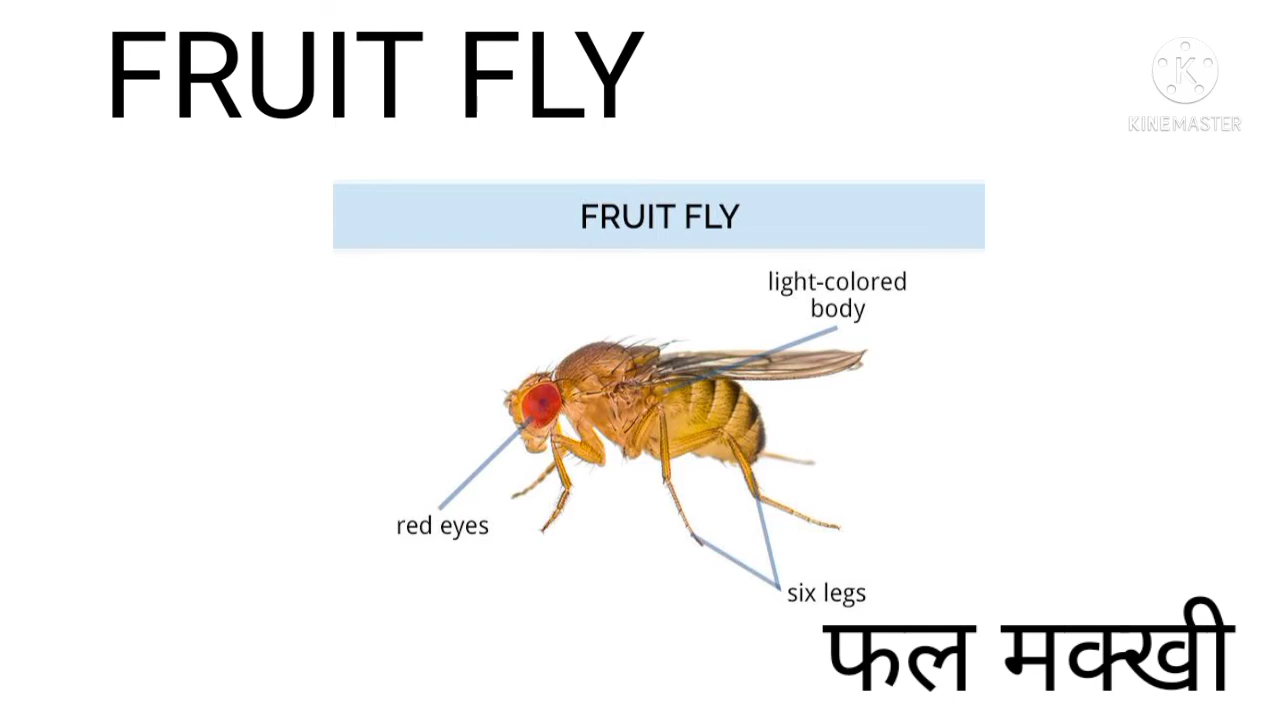 FRUIT FLY
KINEMASTER
FRUIT FLY
light-colored
body
red eyes
six legs
फल मक्खी